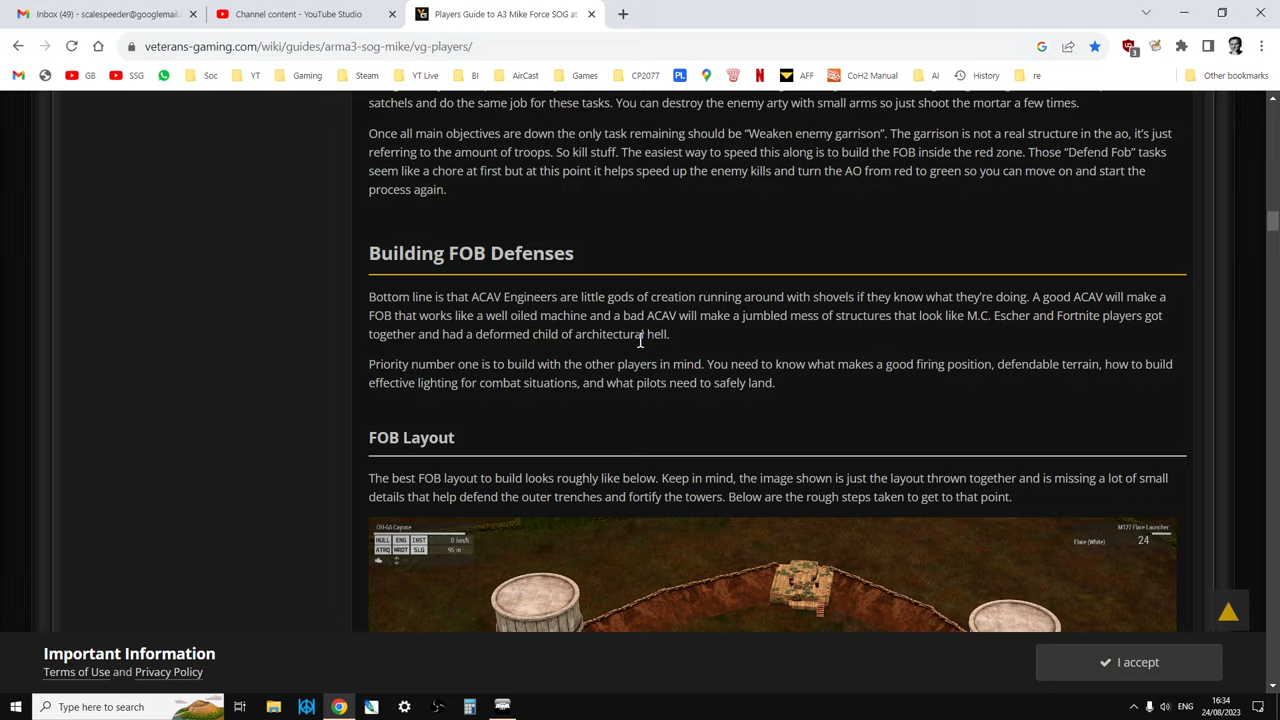 Inbox (49) - scalespeeder@googlemail.
Channel content - YouTube Studio
Players Guide to A3 Mike Force SOG at
veterans-gaming.com/wiki/guides/arma3-sog-mike/vg-players/
3
GB
SSG
Soc
YT
Gaming
Steam
YT Live
BI
AirCast
Games
CP2077
PL
AFF
CoH2 Manual
AI
History
re
Other bookmarks
satchels and do the same job for these tasks. You can destroy the enemy arty with small arms so just shoot the mortar a few times.
Once all main objectives are down the only task remaining should be “Weaken enemy garrison”. The garrison is not a real structure in the ao, it’s just
referring to the amount of troops. So kill stuff. The easiest way to speed this along is to build the FOB inside the red zone. Those “Defend Fob” tasks
seem like a chore at first but at this point it helps speed up the enemy kills and turn the AO from red to green so you can move on and start the
process again.
Building FOB Defenses
Bottom line is that ACAV Engineers are little gods of creation running around with shovels if they know what they’re doing. A good ACAV will make a
FOB that works like a well oiled machine and a bad ACAV will make a jumbled mess of structures that look like M.C. Escher and Fortnite players got
together and had a deformed child of architectural hell.
Priority number one is to build with the other players in mind. You need to know what makes a good firing position, defendable terrain, how to build
effective lighting for combat situations, and what pilots need to safely land.
FOB Layout
The best FOB layout to build looks roughly like below. Keep in mind, the image shown is just the layout thrown together and is missing a lot of small
details that help defend the outer trenches and fortify the towers. Below are the rough steps taken to get to that point.
OH-6A Cayuse
HULL ENG INST 0 km/h
ATRQ MROT SLG 95 m
M127 Flare Launcher
Flare (White) 24
Important Information
Terms of Use and Privacy Policy
I accept
Type here to search
ENG
16:34
24/08/2023